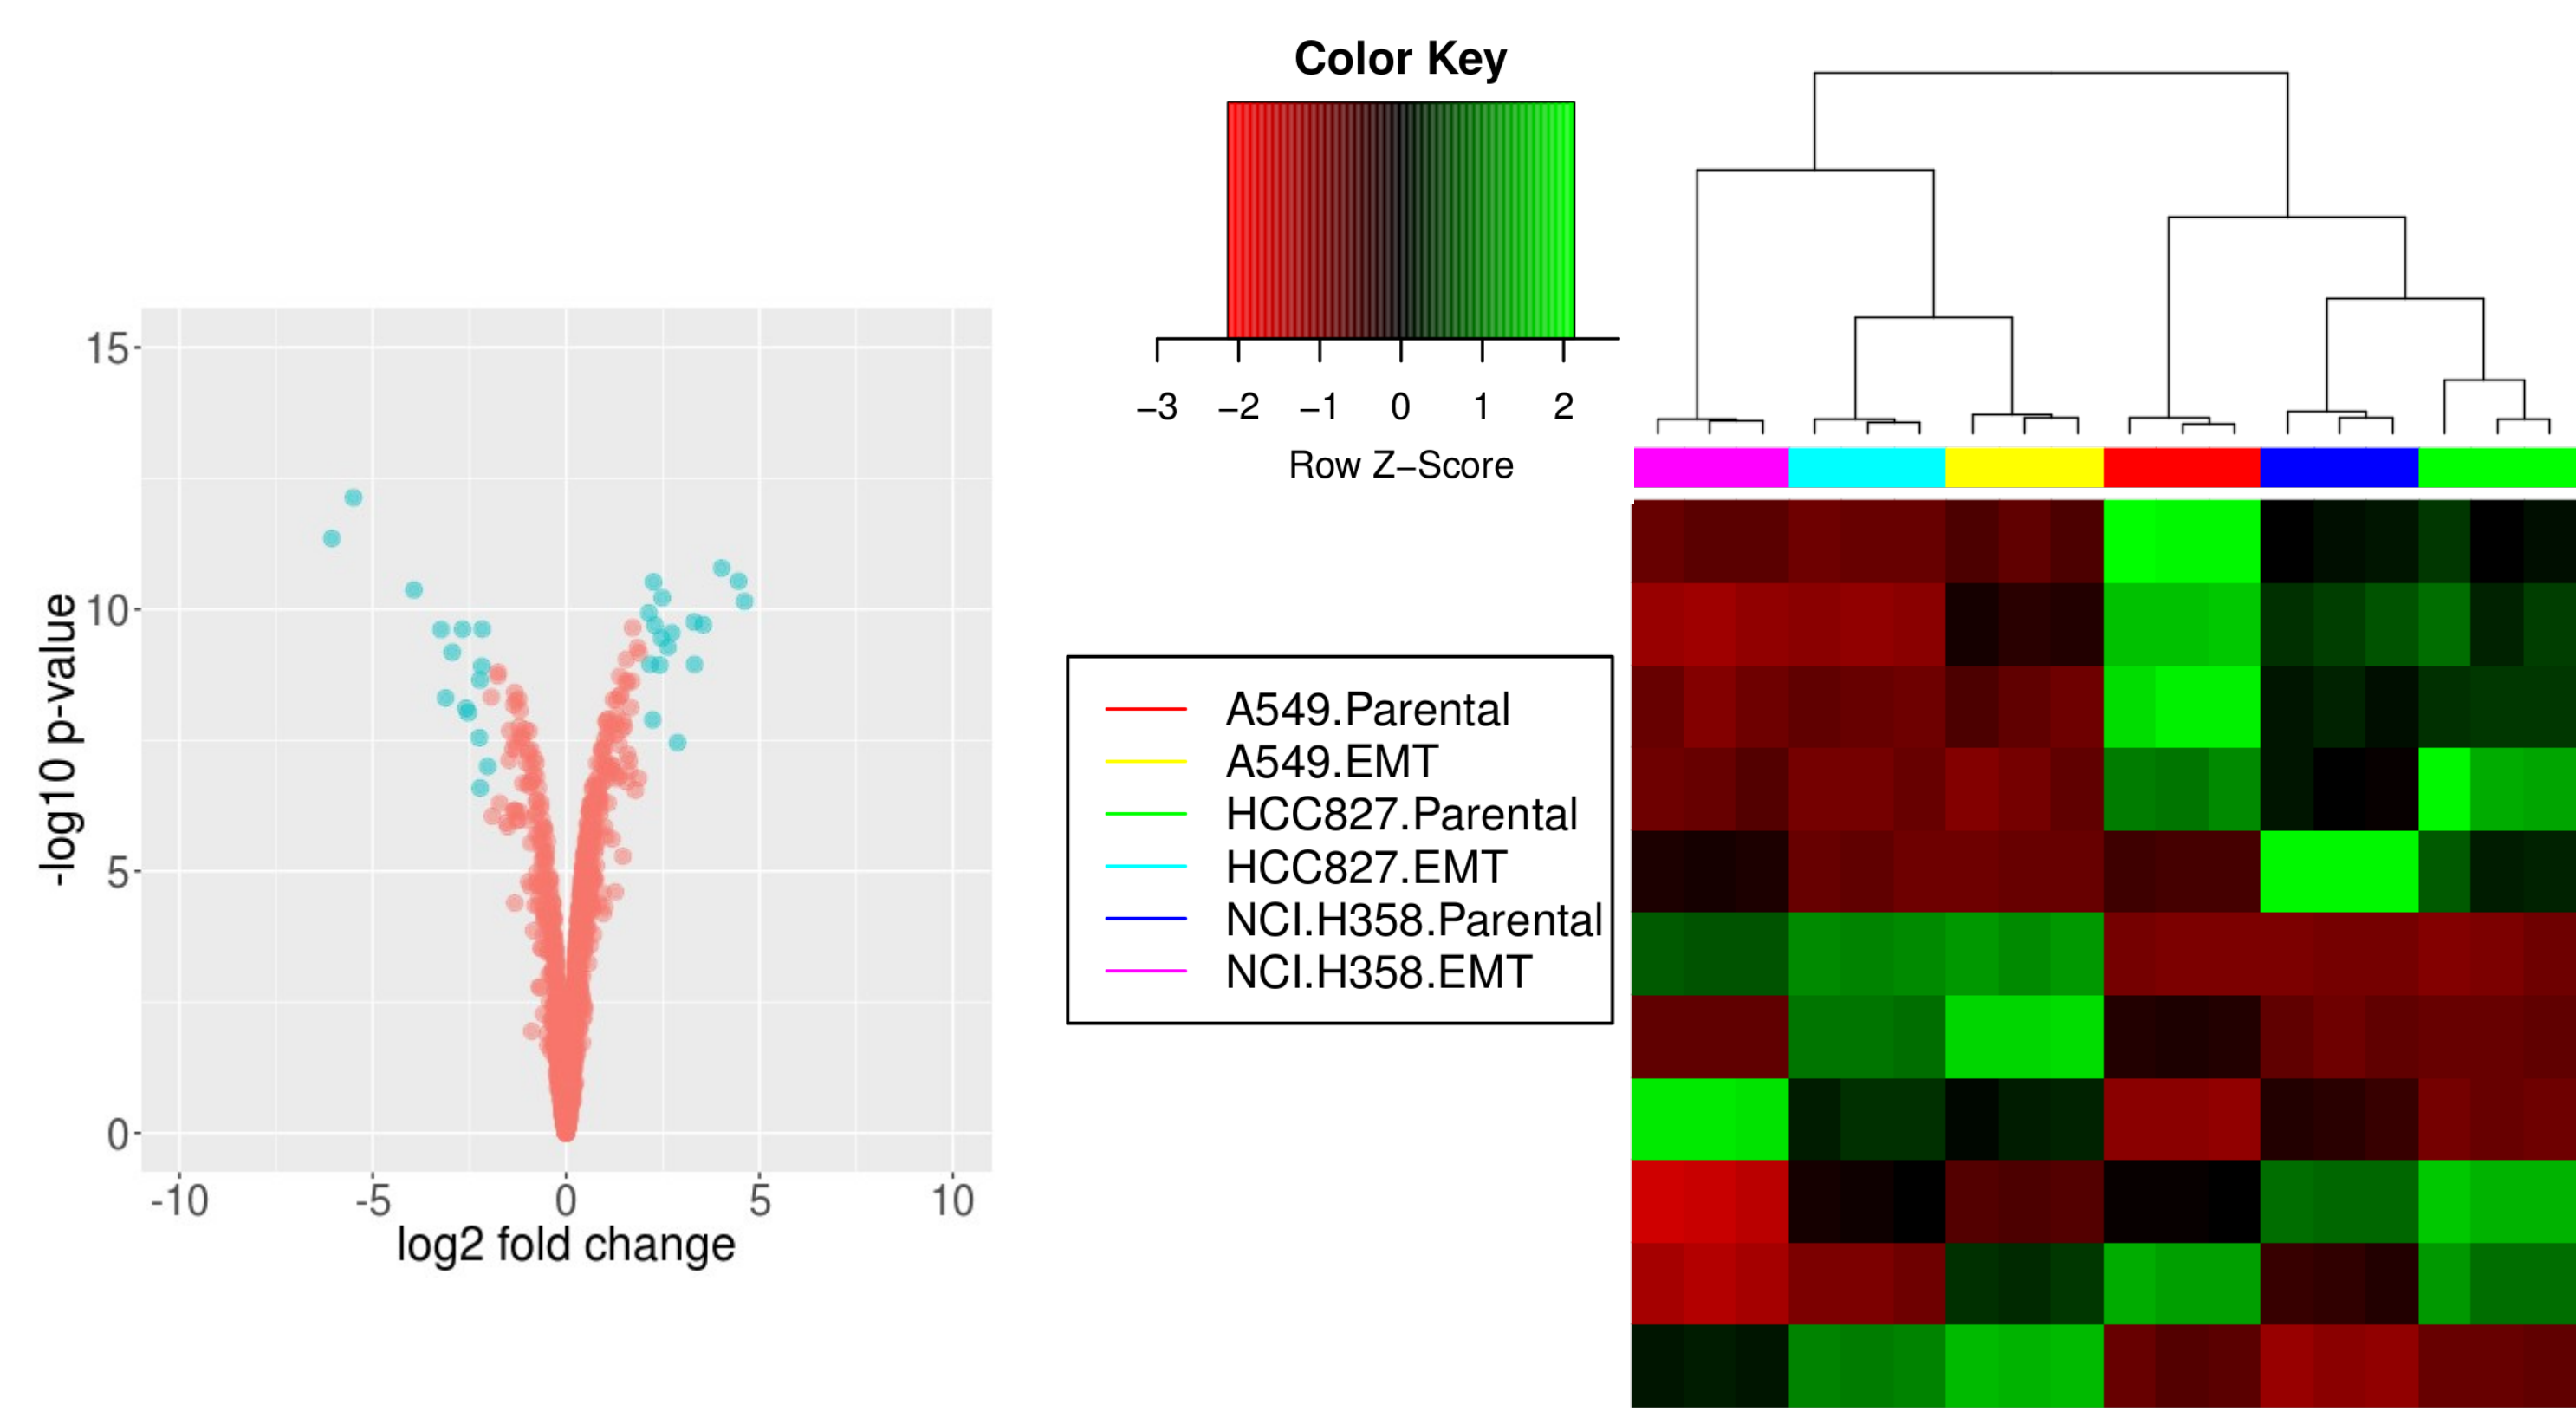 15
10
5
0
-log10 p-value
-10 -5 0 5 10
log2 fold change
Color Key
−3 −2 −1 0 1 2
Row Z−Score
A549.Parental
A549.EMT
HCC827.Parental
HCC827.EMT
NCI.H358.Parental
NCI.H358.EMT